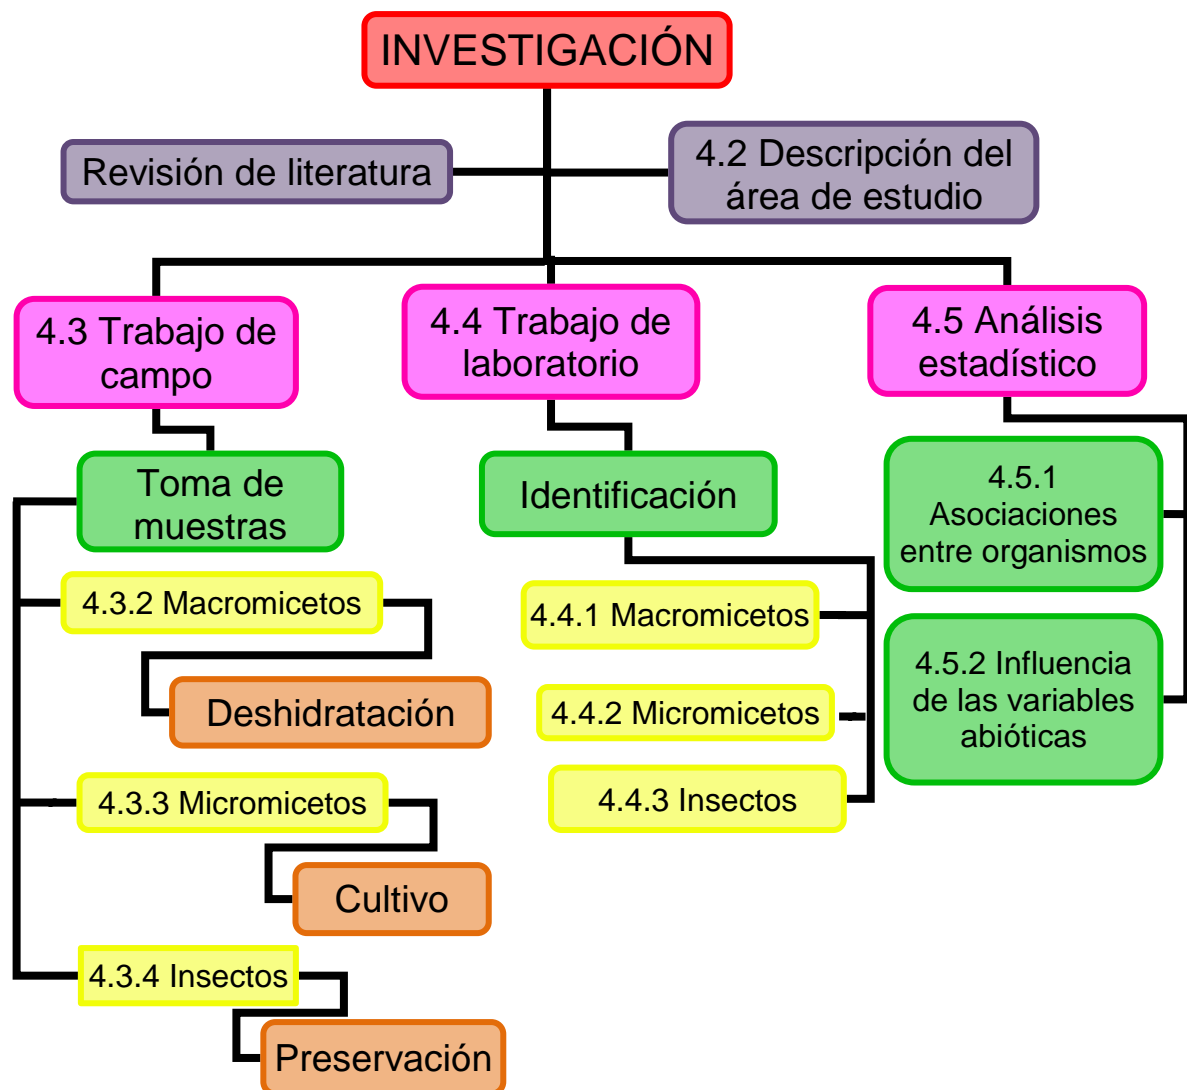 INVESTIGACIÓN
Revisión de literatura
4.2 Descripción del
área de estudio
4.3 Trabajo de
campo
4.4 Trabajo de
laboratorio
4.5 Análisis
estadístico
Toma de
muestras
4.3.2 Macromicetos
Deshidratación
4.3.3 Micromicetos
Cultivo
4.3.4 Insectos
Preservación
Identificación
4.4.1 Macromicetos
4.4.2 Micromicetos
4.4.3 Insectos
4.5.1
Asociaciones
entre organismos
4.5.2 Influencia
de las variables
abióticas